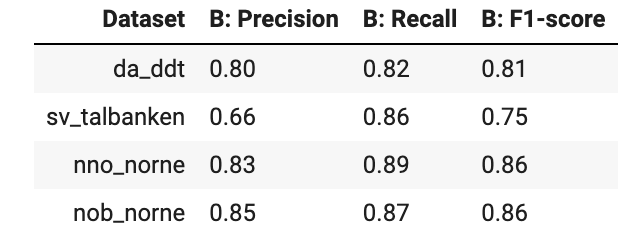 Dataset B: Precision B: Recall B: F1-score
da_ddt 0.80 0.82 0.81
sv_talbanken 0.66 0.86 0.75
nno_norne 0.83 0.89 0.86
nob_norne 0.85 0.87 0.86